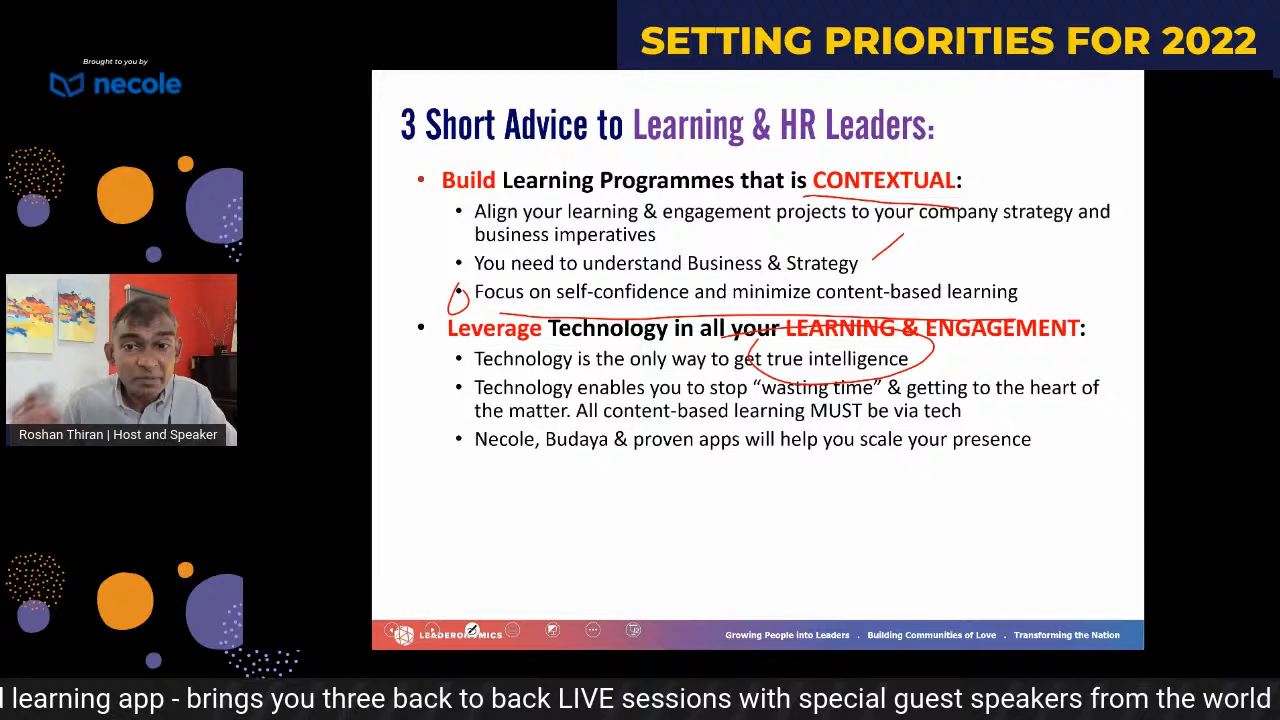 SETTING PRIORITIES FOR 2022
Brought to you by
necole
3 Short Advice to Learning & HR Leaders:
• Build Learning Programmes that is CONTEXTUAL:
• Align your learning & engagement projects to your company strategy and
business imperatives
• You need to understand Business & Strategy
• Focus on self-confidence and minimize content-based learning
• Leverage Technology in all your LEARNING & ENGAGEMENT:
• Technology is the only way to get true intelligence
• Technology enables you to stop “wasting time” & getting to the heart of
the matter. All content-based learning MUST be via tech
• Necole, Budaya & proven apps will help you scale your presence
Roshan Thiran | Host and Speaker
LEADERONOMICS
Growing People into Leaders . Building Communities of Love . Transforming the Nation
d learning app - brings you three back to back LIVE sessions with special guest speakers from the world